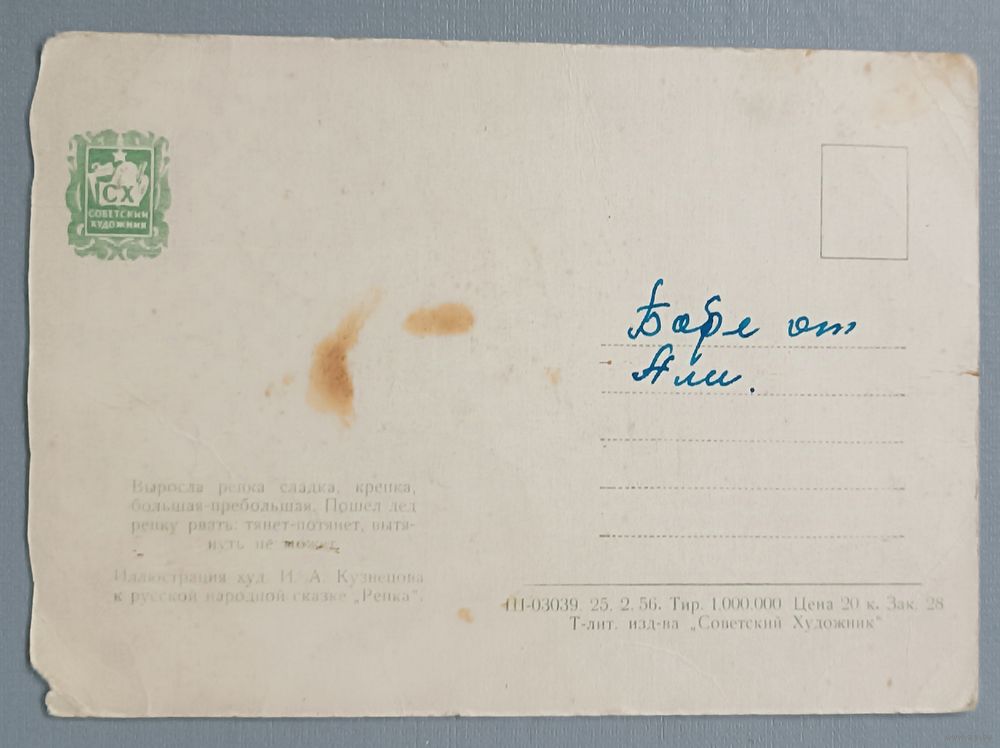 СХ
СОВЕТСКИЙ
ХУДОЖНИК
от
Али.
Выросла репка сладка, крепка,
большая-пребольшая. Пошел дед
репку рвать: тянет-потянет, вытя-
нуть не может.
Иллюстрация худ. И. А. Кузнецова
к русской народной сказке „Репка".
Ш-03039. 25. 2. 56. Тир. 1.000.000 Цена 20 к. Зак. 28
Т-лит. изд-ва „Советский Художник"